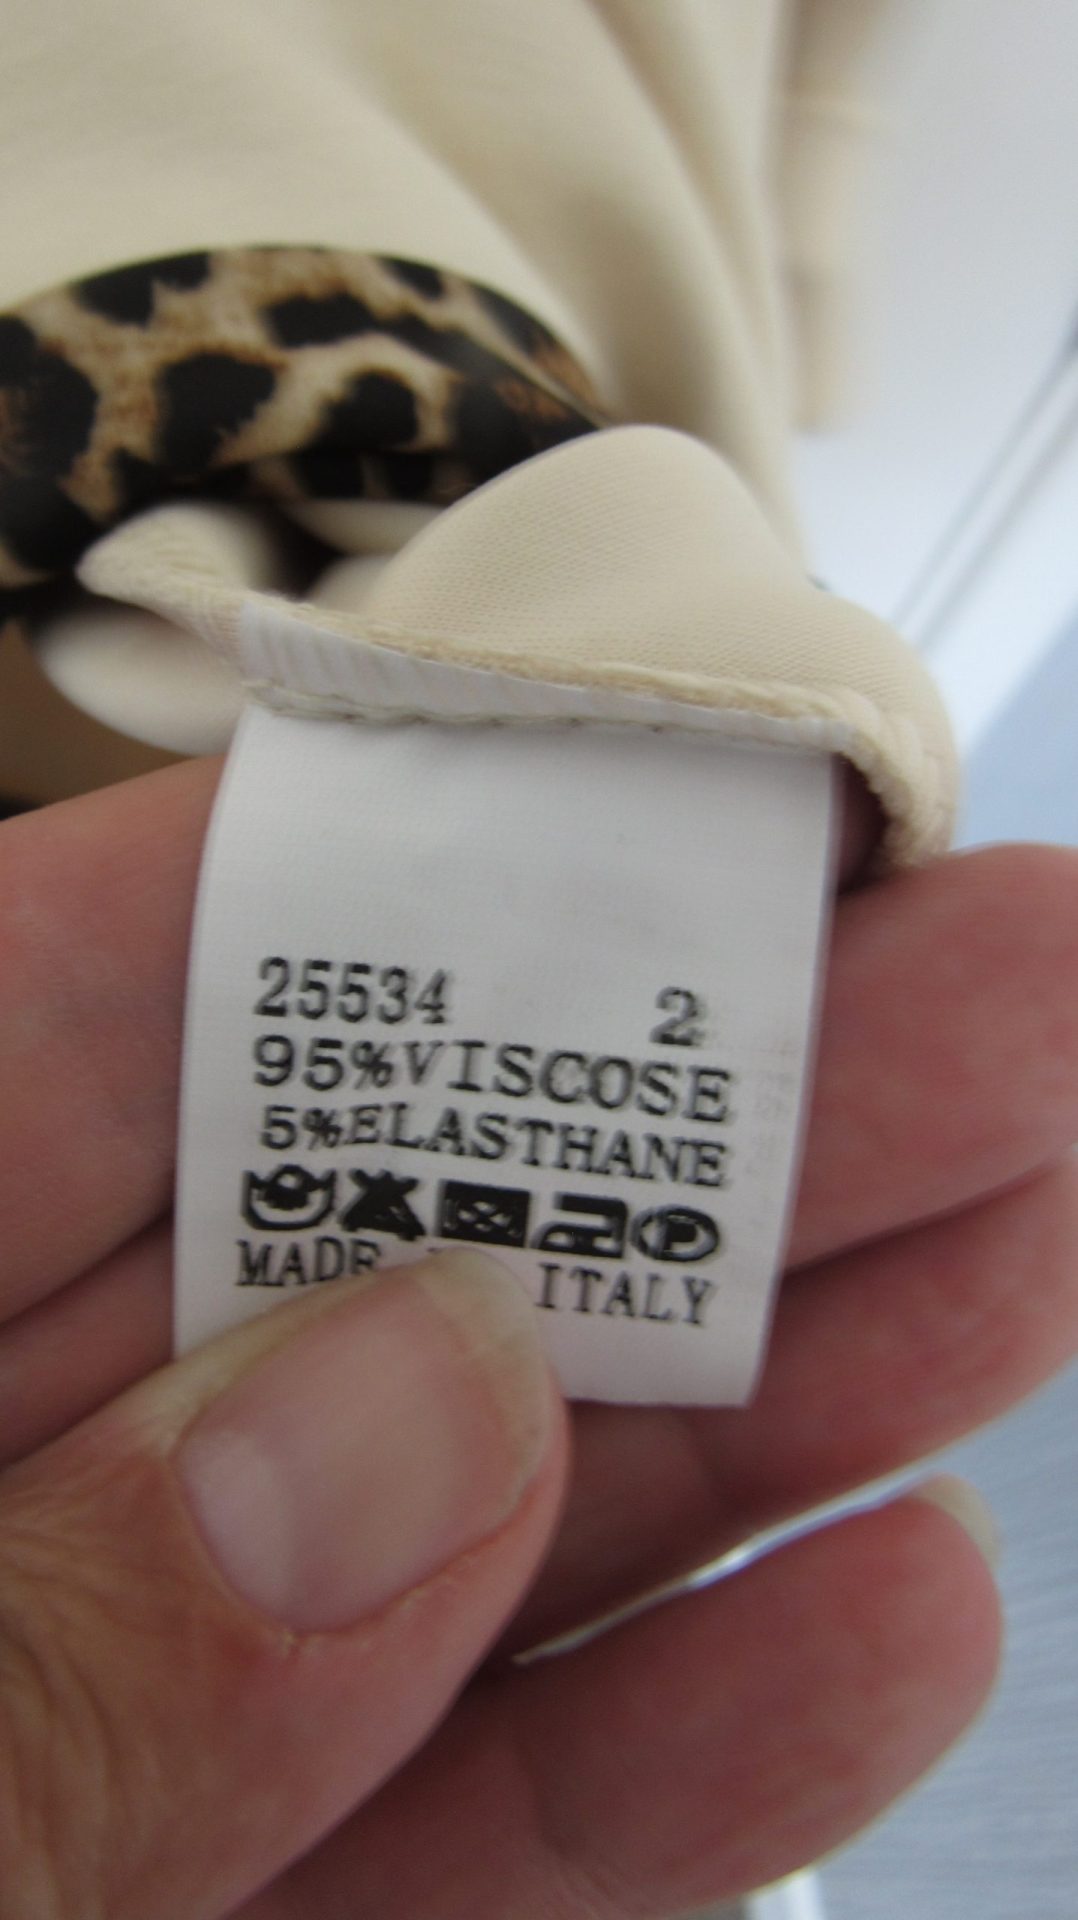 25534 2
95%VISCOSE
5%ELASTHANE
P
MADE ITALY